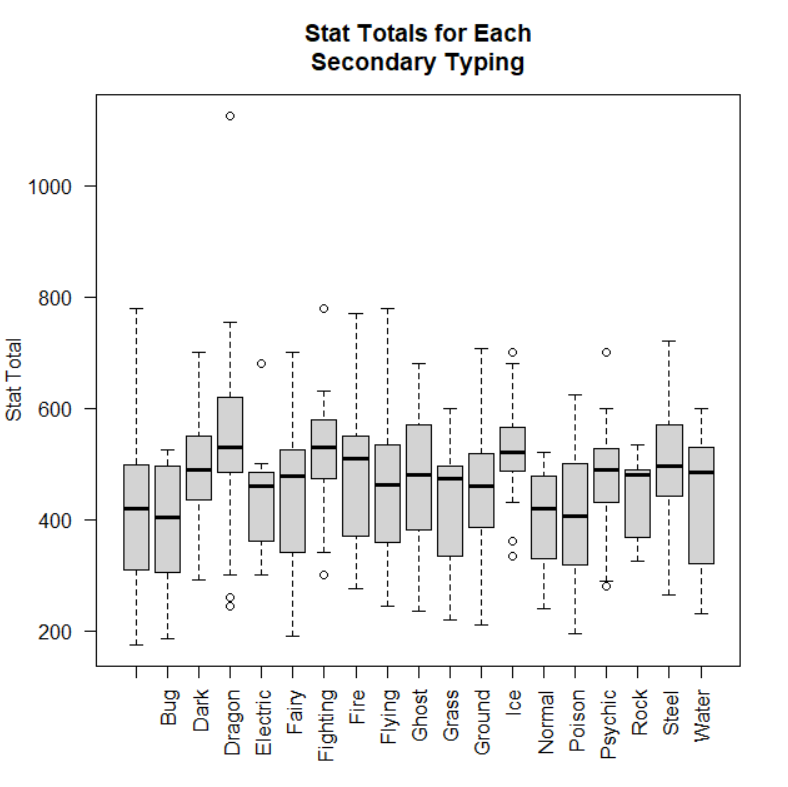 Stat Totals for Each
Secondary Typing
Stat Total
1000
800
600
400
200
Bug
Dark
Dragon
Electric
Fairy
Fighting
Fire
Flying
Ghost
Grass
Ground
Ice
Normal
Poison
Psychic
Rock
Steel
Water